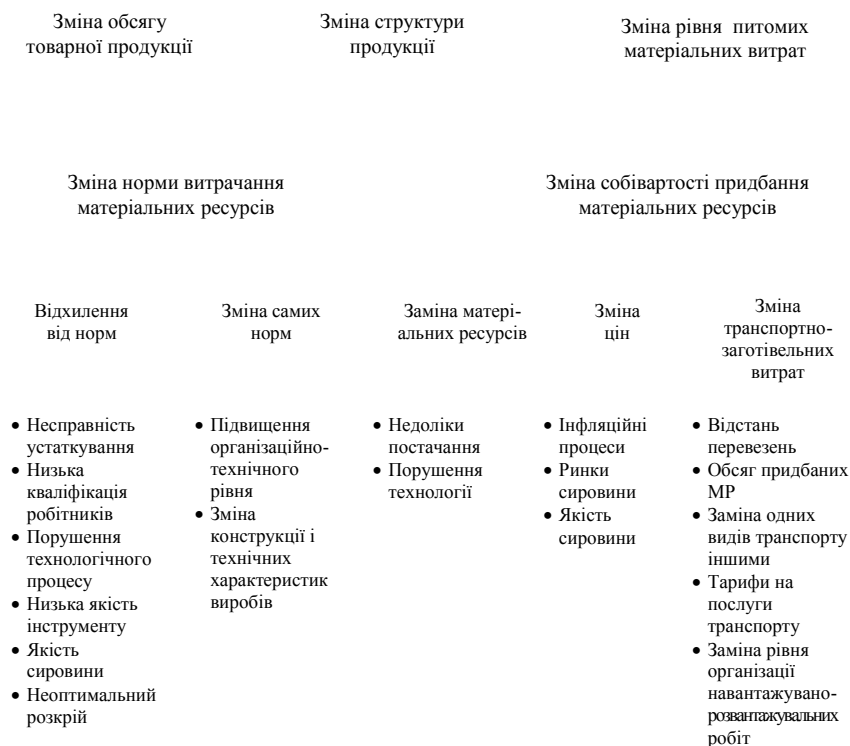 Зміна обсягу
товарної продукції
Зміна структури
продукції
Зміна рівня питомих
матеріальних витрат
Зміна норми витрачання
матеріальних ресурсів
Зміна собівартості придбання
матеріальних ресурсів
Відхилення
від норм
Зміна самих
норм
Заміна матері-
альних ресурсів
Зміна
цін
Зміна
транспортно-
заготівельних
витрат
• Несправність
устаткування
• Низька
кваліфікація
робітників
• Порушення
технологічного
процесу
• Низька якість
інструменту
• Якість
сировини
• Неоптимальний
розкрій
• Підвищення
організаційно-
технічного
рівня
• Зміна
конструкції і
технічних
характеристик
виробів
• Недоліки
постачання
• Порушення
технології
• Інфляційні
процеси
• Ринки
сировини
• Якість
сировини
• Відстань
перевезень
• Обсяг придбаних
МР
• Заміна одних
видів транспорту
іншими
• Тарифи на
послуги
транспорту
• Заміна рівня
організації
навантажувано-
розвантажувальних
робіт